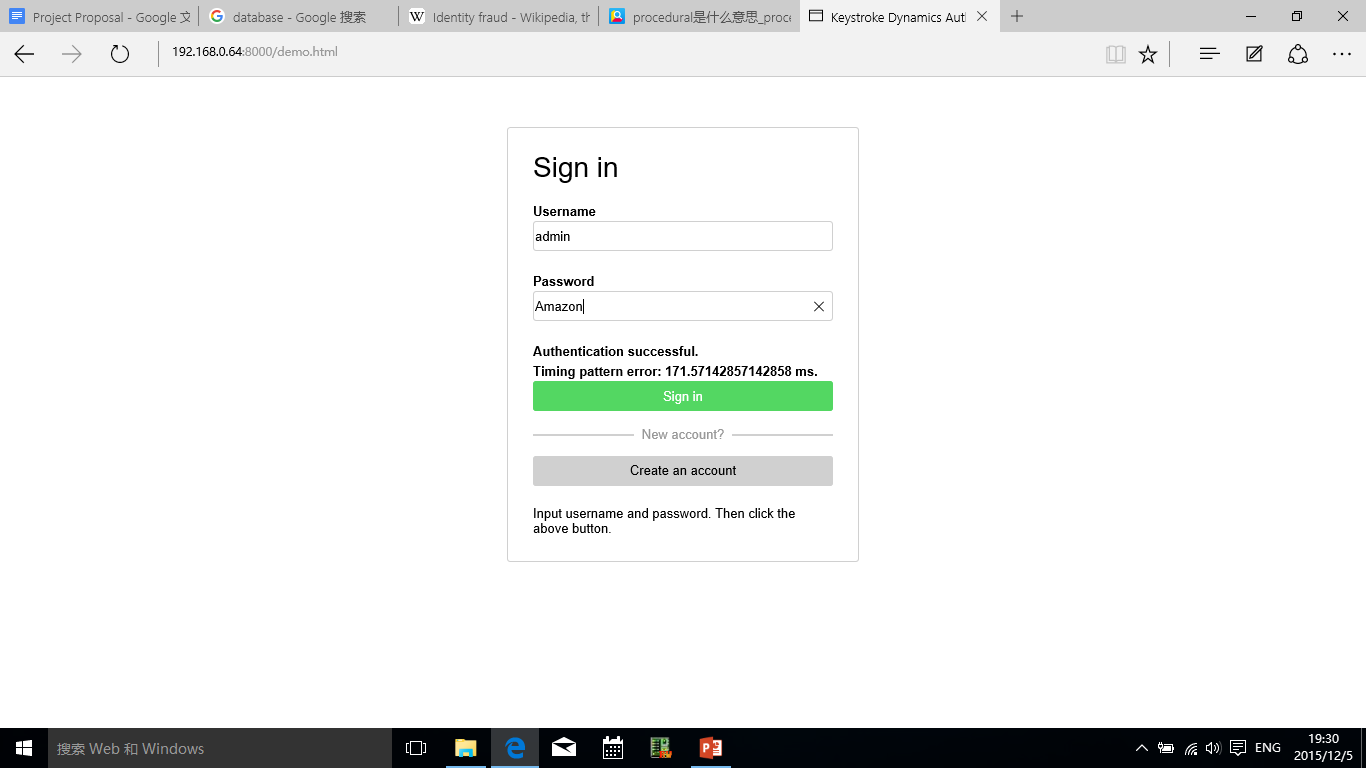 Project Proposal - Google 文
database - Google 搜索
Identity fraud - Wikipedia, th
procedural是什么意思_proce
Keystroke Dynamics Aut
192.168.0.64:8000/demo.html
Sign in
Username
admin
Password
Amazon
Authentication successful.
Timing pattern error: 171.57142857142858 ms.
Sign in
New account?
Create an account
Input username and password. Then click the
above button.
搜索 Web 和 Windows
ENG
19:30
2015/12/5